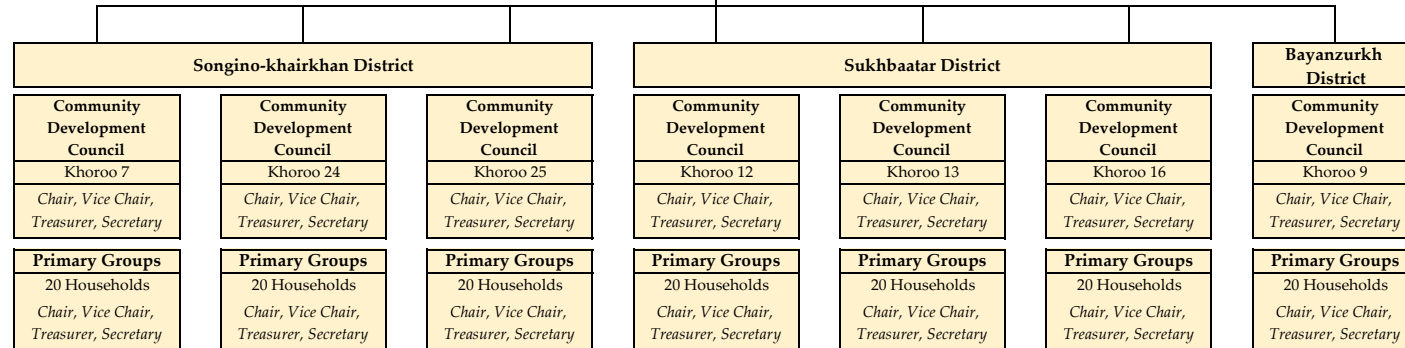 Songino-khairkhan District
Sukhbaatar District
Bayanzurkh
District
Community
Development
Council
Khoroo 7
Chair, Vice Chair,
Treasurer, Secretary
Community
Development
Council
Khoroo 24
Chair, Vice Chair,
Treasurer, Secretary
Community
Development
Council
Khoroo 25
Chair, Vice Chair,
Treasurer, Secretary
Community
Development
Council
Khoroo 12
Chair, Vice Chair,
Treasurer, Secretary
Community
Development
Council
Khoroo 13
Chair, Vice Chair,
Treasurer, Secretary
Community
Development
Council
Khoroo 16
Chair, Vice Chair,
Treasurer, Secretary
Community
Development
Council
Khoroo 9
Chair, Vice Chair,
Treasurer, Secretary
Primary Groups
20 Households
Chair, Vice Chair,
Treasurer, Secretary
Primary Groups
20 Households
Chair, Vice Chair,
Treasurer, Secretary
Primary Groups
20 Households
Chair, Vice Chair,
Treasurer, Secretary
Primary Groups
20 Households
Chair, Vice Chair,
Treasurer, Secretary
Primary Groups
20 Households
Chair, Vice Chair,
Treasurer, Secretary
Primary Groups
20 Households
Chair, Vice Chair,
Treasurer, Secretary
Primary Groups
20 Households
Chair, Vice Chair,
Treasurer, Secretary